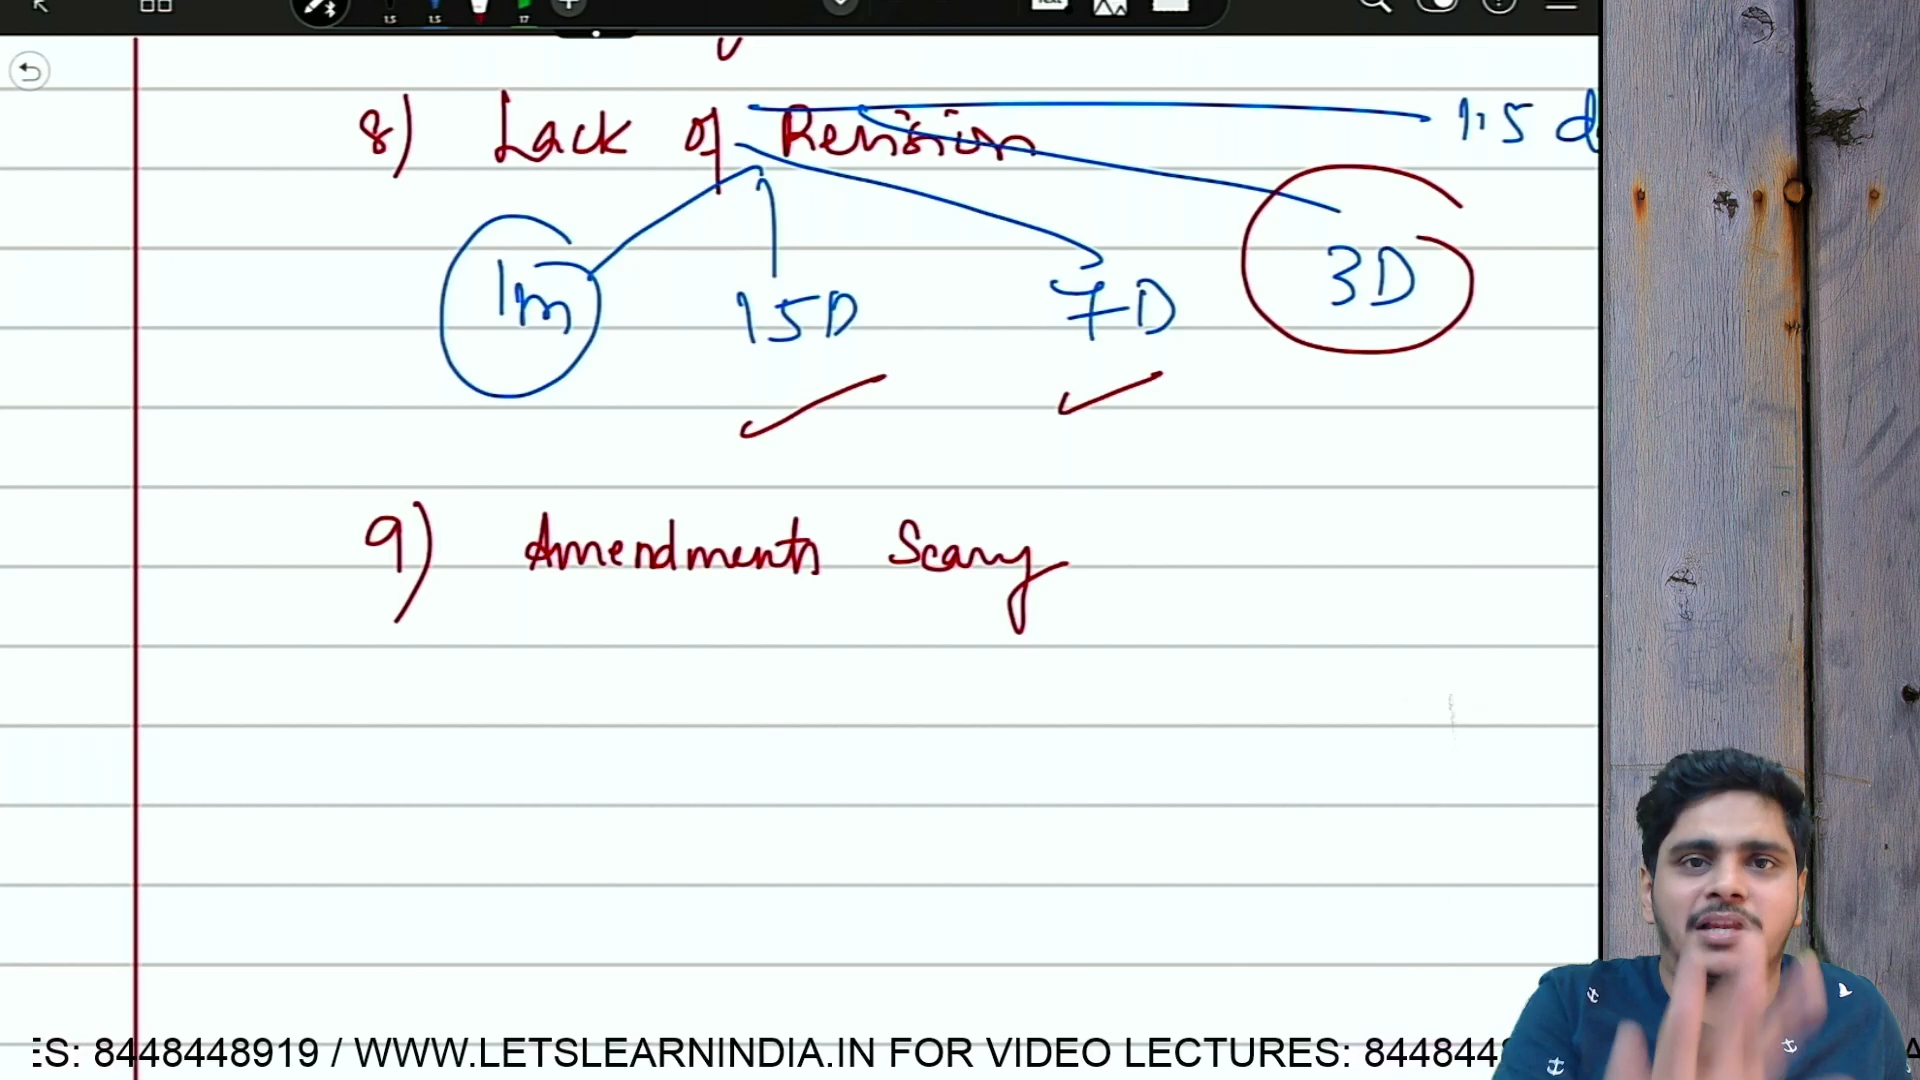 8) Lack of Revision
1.5 d
1m 15D 7D 3D
9) Amendments Scary
ES: 8448448919 / WWW.LETSLEARNINDIA.IN FOR VIDEO LECTURES: 844844